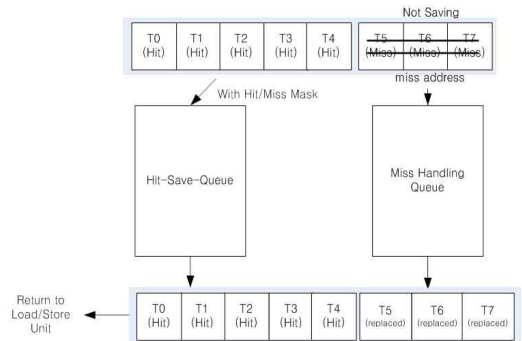 Not Saving
T0 T1 T2 T3 T4 T5 T6 T7
(Hit) (Hit) (Hit) (Hit) (Hit) (Miss) (Miss) (Miss)
miss address
With Hit/Miss Mask
Hit-Save-Queue
Miss Handling
Queue
Return to
Load/Store
Unit
T0 T1 T2 T3 T4 T5 T6 T7
(Hit) (Hit) (Hit) (Hit) (Hit) (replaced) (replaced) (replaced)